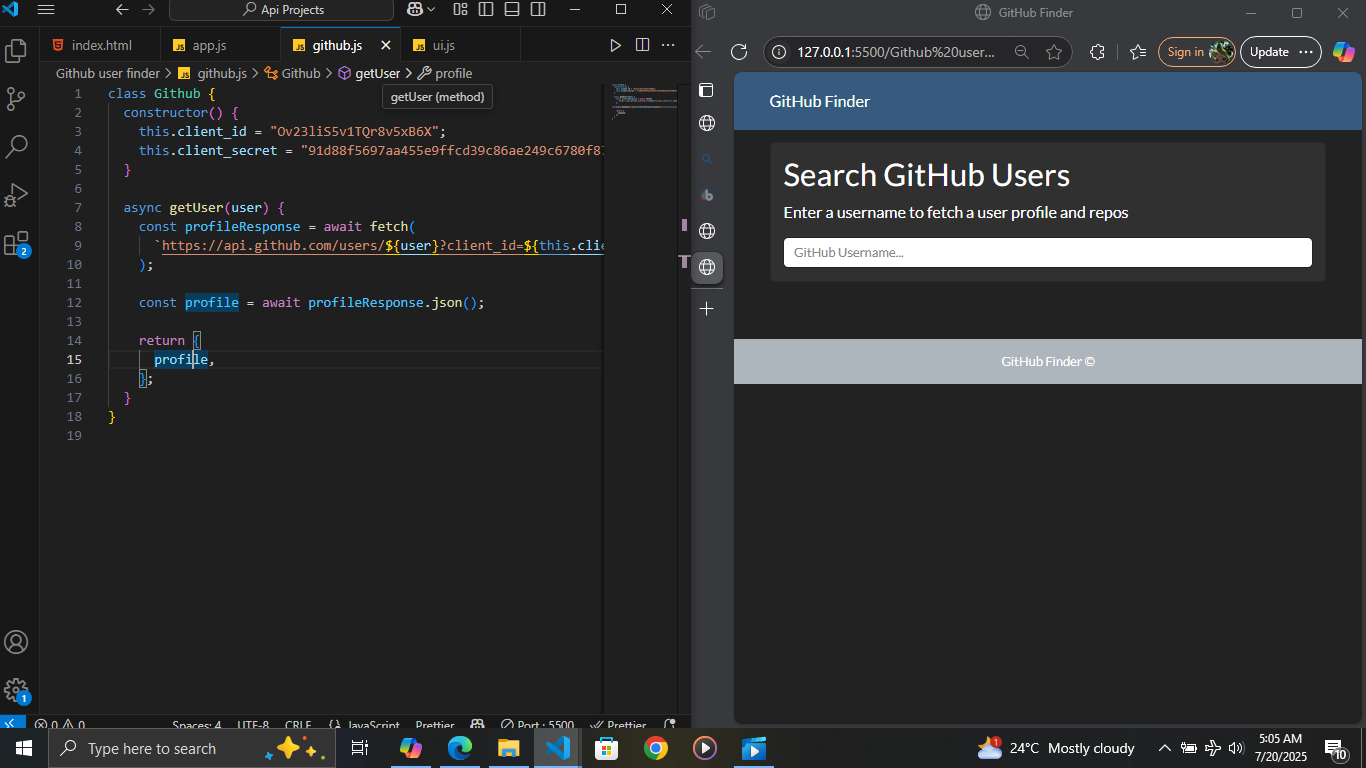 Api Projects
index.html
app.js
github.js
ui.js
Github user finder > github.js > Github > getUser > profile
getUser (method)
1 class Github {
2 constructor() {
3 this.client_id = "Ov23liS5v1TQr8v5xB6X";
4 this.client_secret = "91d88f5697aa455e9ffcd39c86ae249c6780f87
5 }
6
7 async getUser(user) {
8 const profileResponse = await fetch(
9 `https://api.github.com/users/${user}?client_id=${this.clie
10 );
11
12 const profile = await profileResponse.json();
13
14 return {
15 profile,
16 };
17 }
18 }
19
2
1
0 0 Spaces: 4 UTF-8 CRLF {} JavaScript Prettier Port : 5500 Prettier
GitHub Finder
127.0.0.1:5500/Github%20user...
Sign in
Update
GitHub Finder
Search GitHub Users
Enter a username to fetch a user profile and repos
GitHub Username...
GitHub Finder ©
Type here to search
1
24°C Mostly cloudy
5:05 AM
7/20/2025
10